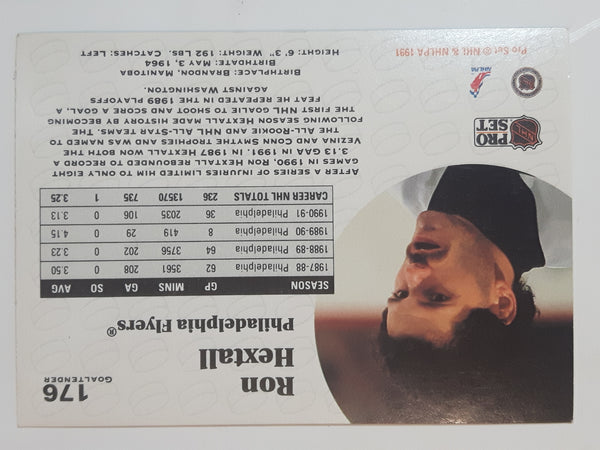 176
GOALTENDER
Ron
Hextall
Philadelphia Flyers®
SEASON GP MINS GA SO AVG
1987-88 Philadelphia 62 3561 208 0 3.50
1988-89 Philadelphia 64 3756 202 0 3.23
1989-90 Philadelphia 8 419 29 0 4.15
1990-91 Philadelphia 36 2035 106 0 3.13
CAREER NHL TOTALS 236 13570 735 1 3.25
AFTER A SERIES OF INJURIES LIMITED HIM TO ONLY EIGHT
GAMES IN 1990, RON HEXTALL REBOUNDED TO RECORD A
3.13 GAA IN 1991. IN 1987 HEXTALL WON BOTH THE
VEZINA AND CONN SMYTHE TROPHIES AND WAS NAMED TO
THE ALL-ROOKIE AND NHL ALL-STAR TEAMS. THE
FOLLOWING SEASON HEXTALL MADE HISTORY BY BECOMING
THE FIRST NHL GOALIE TO SHOOT AND SCORE A GOAL, A
FEAT HE REPEATED IN THE 1989 PLAYOFFS
AGAINST WASHINGTON.
BIRTHPLACE: BRANDON, MANITOBA
BIRTHDATE: MAY 3, 1964
HEIGHT: 6' 3" WEIGHT: 192 LBS. CATCHES: LEFT
NHL
PRO SET
NHLPA
Pro Set © NHL & NHLPA 1991